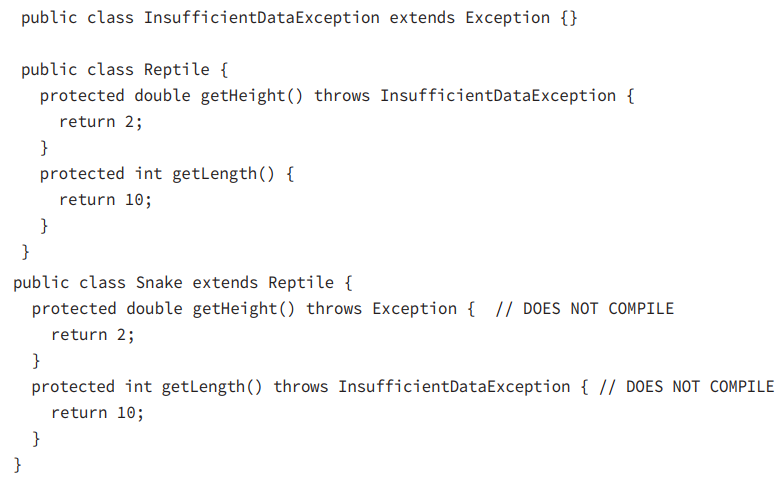 public class InsufficientDataException extends Exception {}
public class Reptile {
protected double getHeight() throws InsufficientDataException {
return 2;
}
protected int getLength() {
return 10;
}
}
public class Snake extends Reptile {
protected double getHeight() throws Exception {  // DOES NOT COMPILE
return 2;
}
protected int getLength() throws InsufficientDataException { // DOES NOT COMPILE
return 10;
}
}